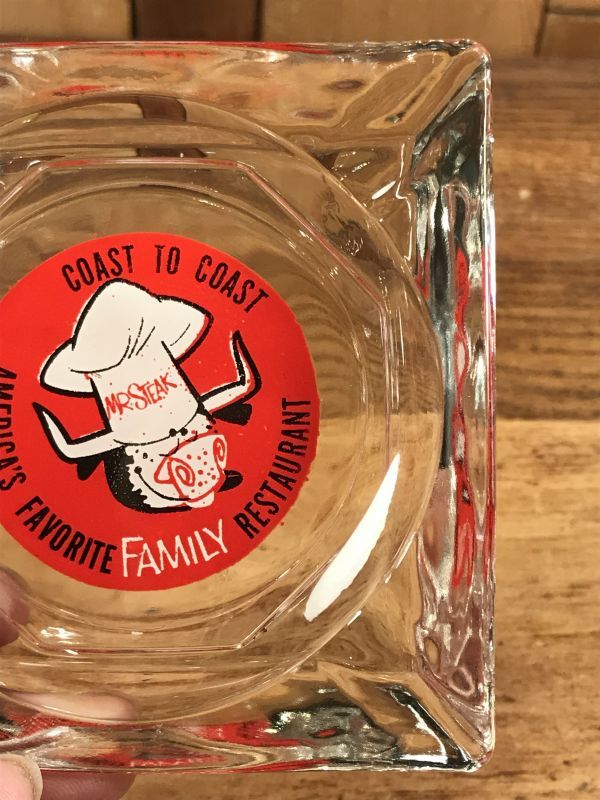 COAST TO COAST
MR. STEAK
AMERICA'S FAVORITE FAMILY RESTAURANT